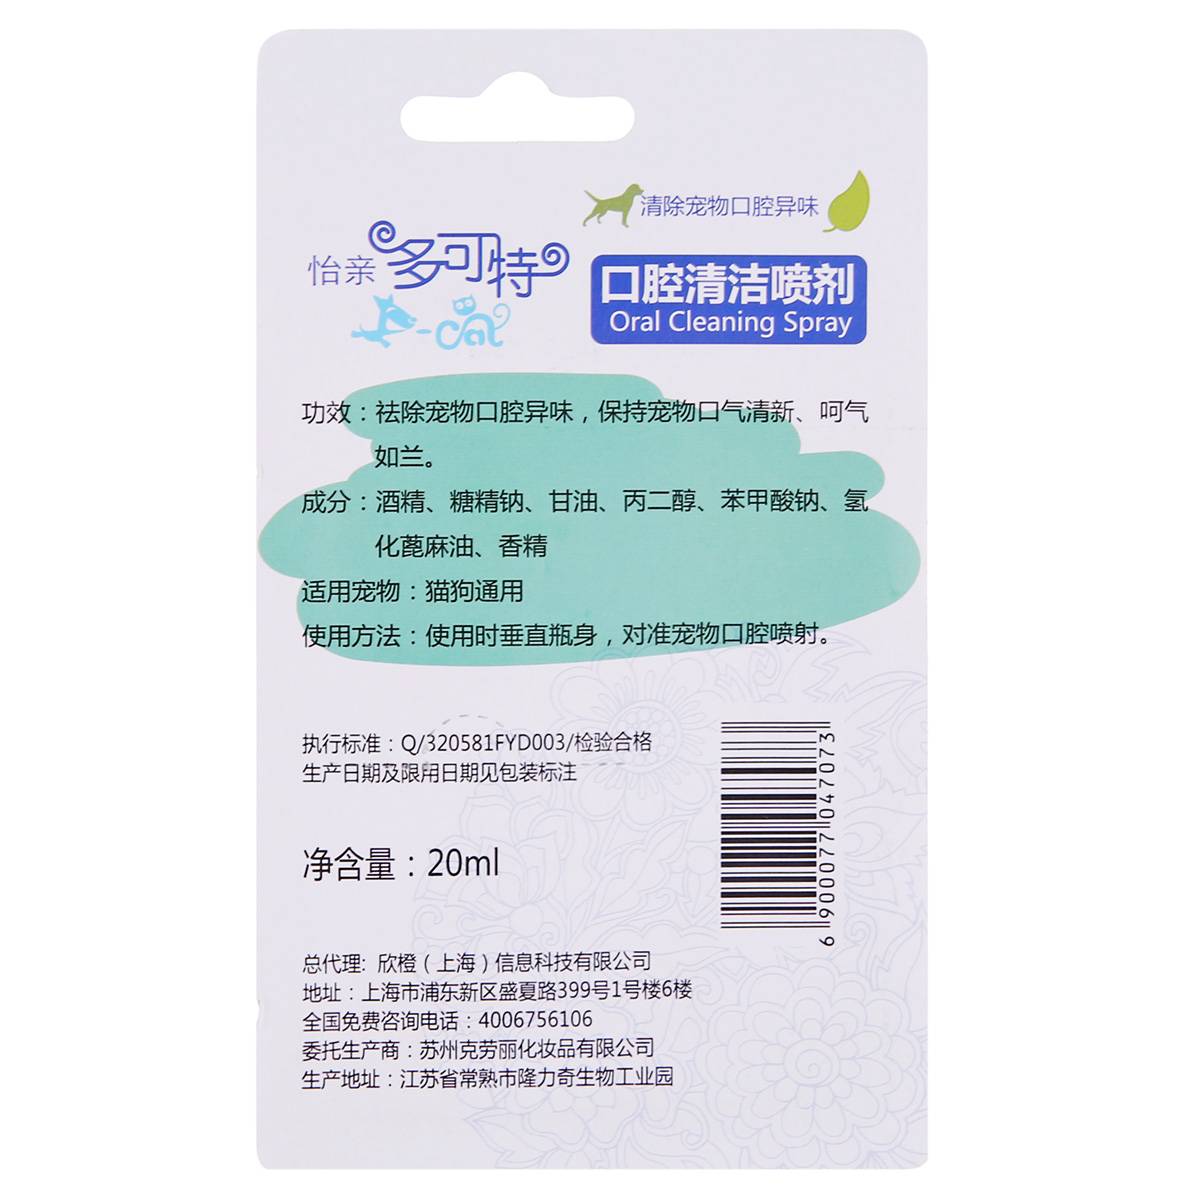 清除宠物口腔异味
怡亲 多可特
-Cat
口腔清洁喷剂
Oral Cleaning Spray
功效：祛除宠物口腔异味，保持宠物口气清新、呵气
如兰。
成分：酒精、糖精钠、甘油、丙二醇、苯甲酸钠、氢
化蓖麻油、香精
适用宠物：猫狗通用
使用方法：使用时垂直瓶身，对准宠物口腔喷射。
执行标准：Q/320581FYD003/检验合格
生产日期及限用日期见包装标注
净含量：20ml
6 900077 047073
总代理: 欣橙（上海）信息科技有限公司
地址：上海市浦东新区盛夏路399号1号楼6楼
全国免费咨询电话：4006756106
委托生产商：苏州克劳丽化妆品有限公司
生产地址：江苏省常熟市隆力奇生物工业园